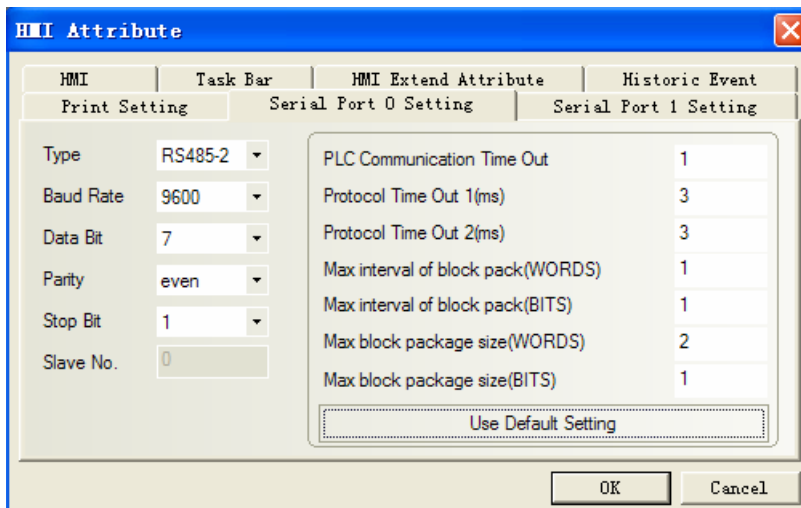 HMI Attribute
HMI Task Bar HMI Extend Attribute Historic Event
Print Setting Serial Port 0 Setting Serial Port 1 Setting
Type RS485-2
Baud Rate 9600
Data Bit 7
Parity even
Stop Bit 1
Slave No. 0
PLC Communication Time Out 1
Protocol Time Out 1(ms) 3
Protocol Time Out 2(ms) 3
Max interval of block pack(WORDS) 1
Max interval of block pack(BITS) 1
Max block package size(WORDS) 2
Max block package size(BITS) 1
Use Default Setting
OK Cancel